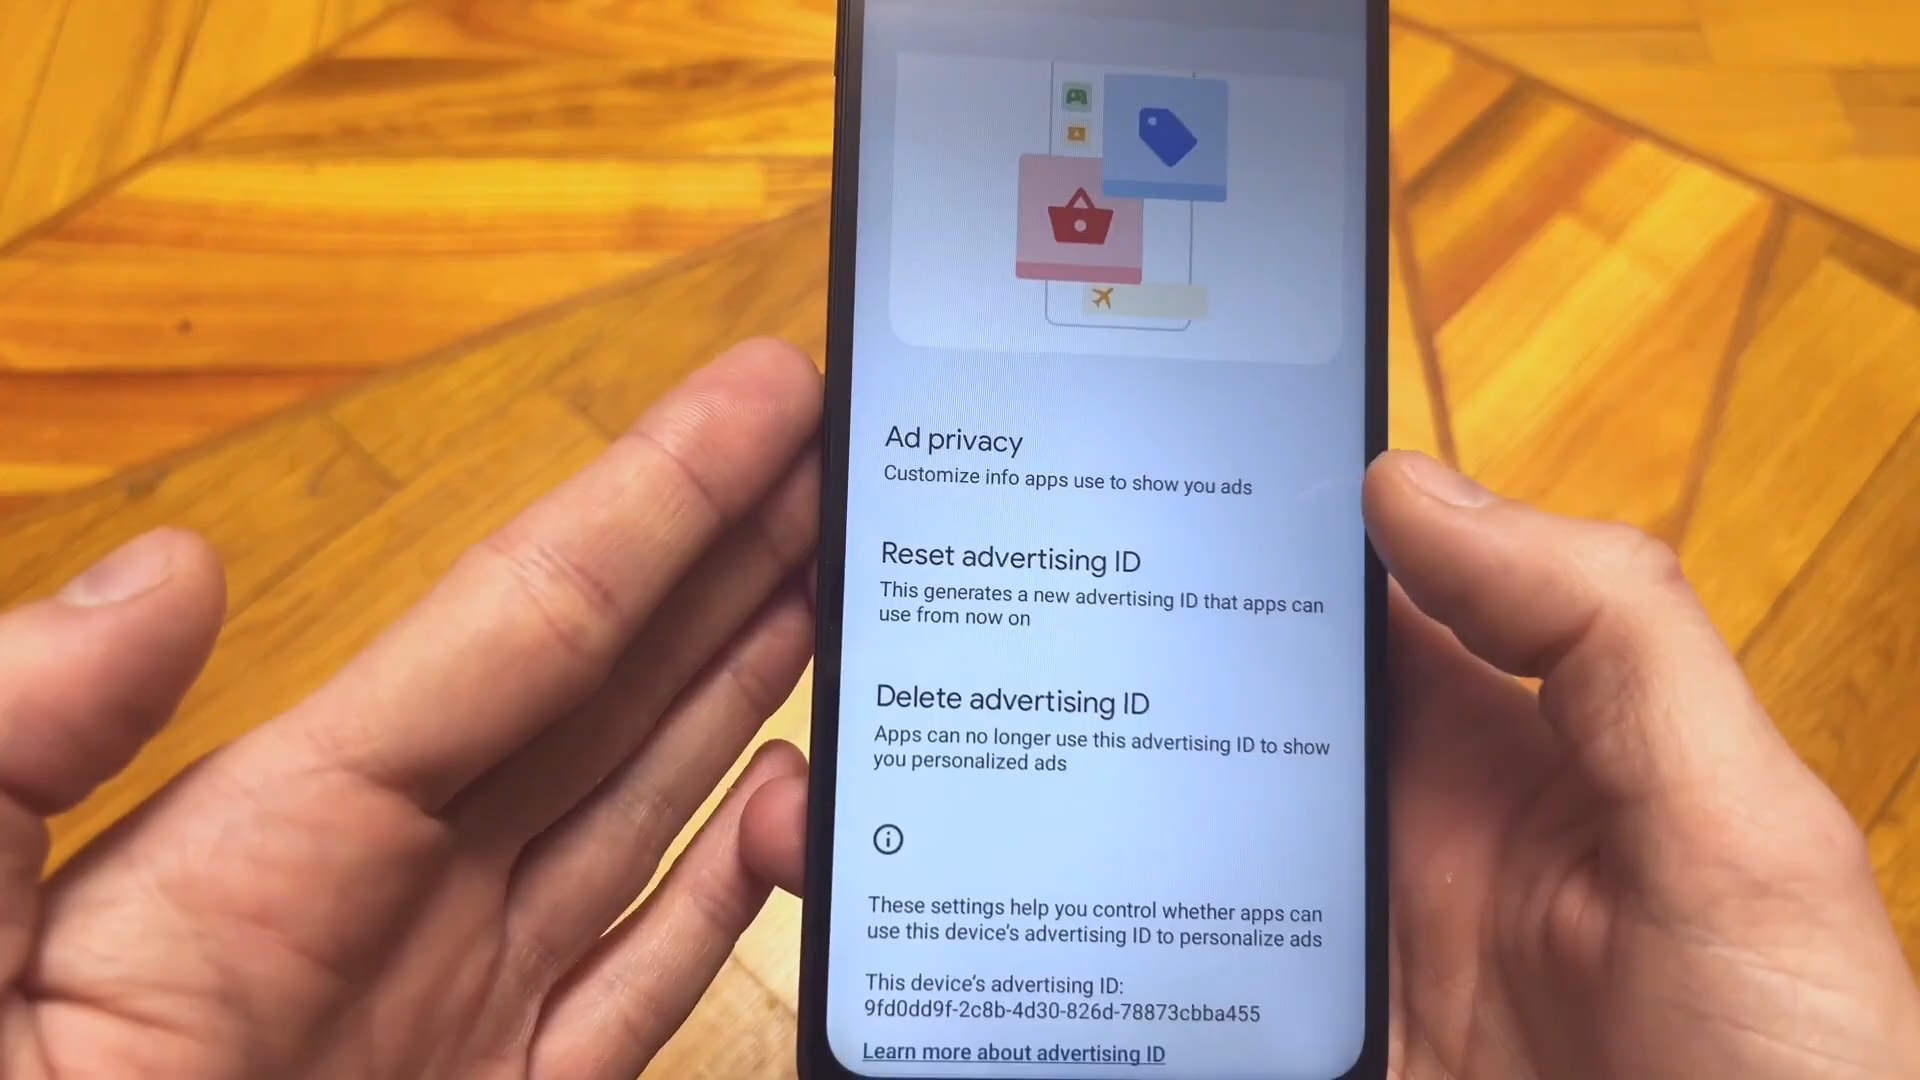 Ad privacy
Customize info apps use to show you ads
Reset advertising ID
This generates a new advertising ID that apps can
use from now on
Delete advertising ID
Apps can no longer use this advertising ID to show
you personalized ads
These settings help you control whether apps can
use this device's advertising ID to personalize ads
This device's advertising ID:
9fd0dd9f-2c8b-4d30-826d-78873cbba455
Learn more about advertising ID